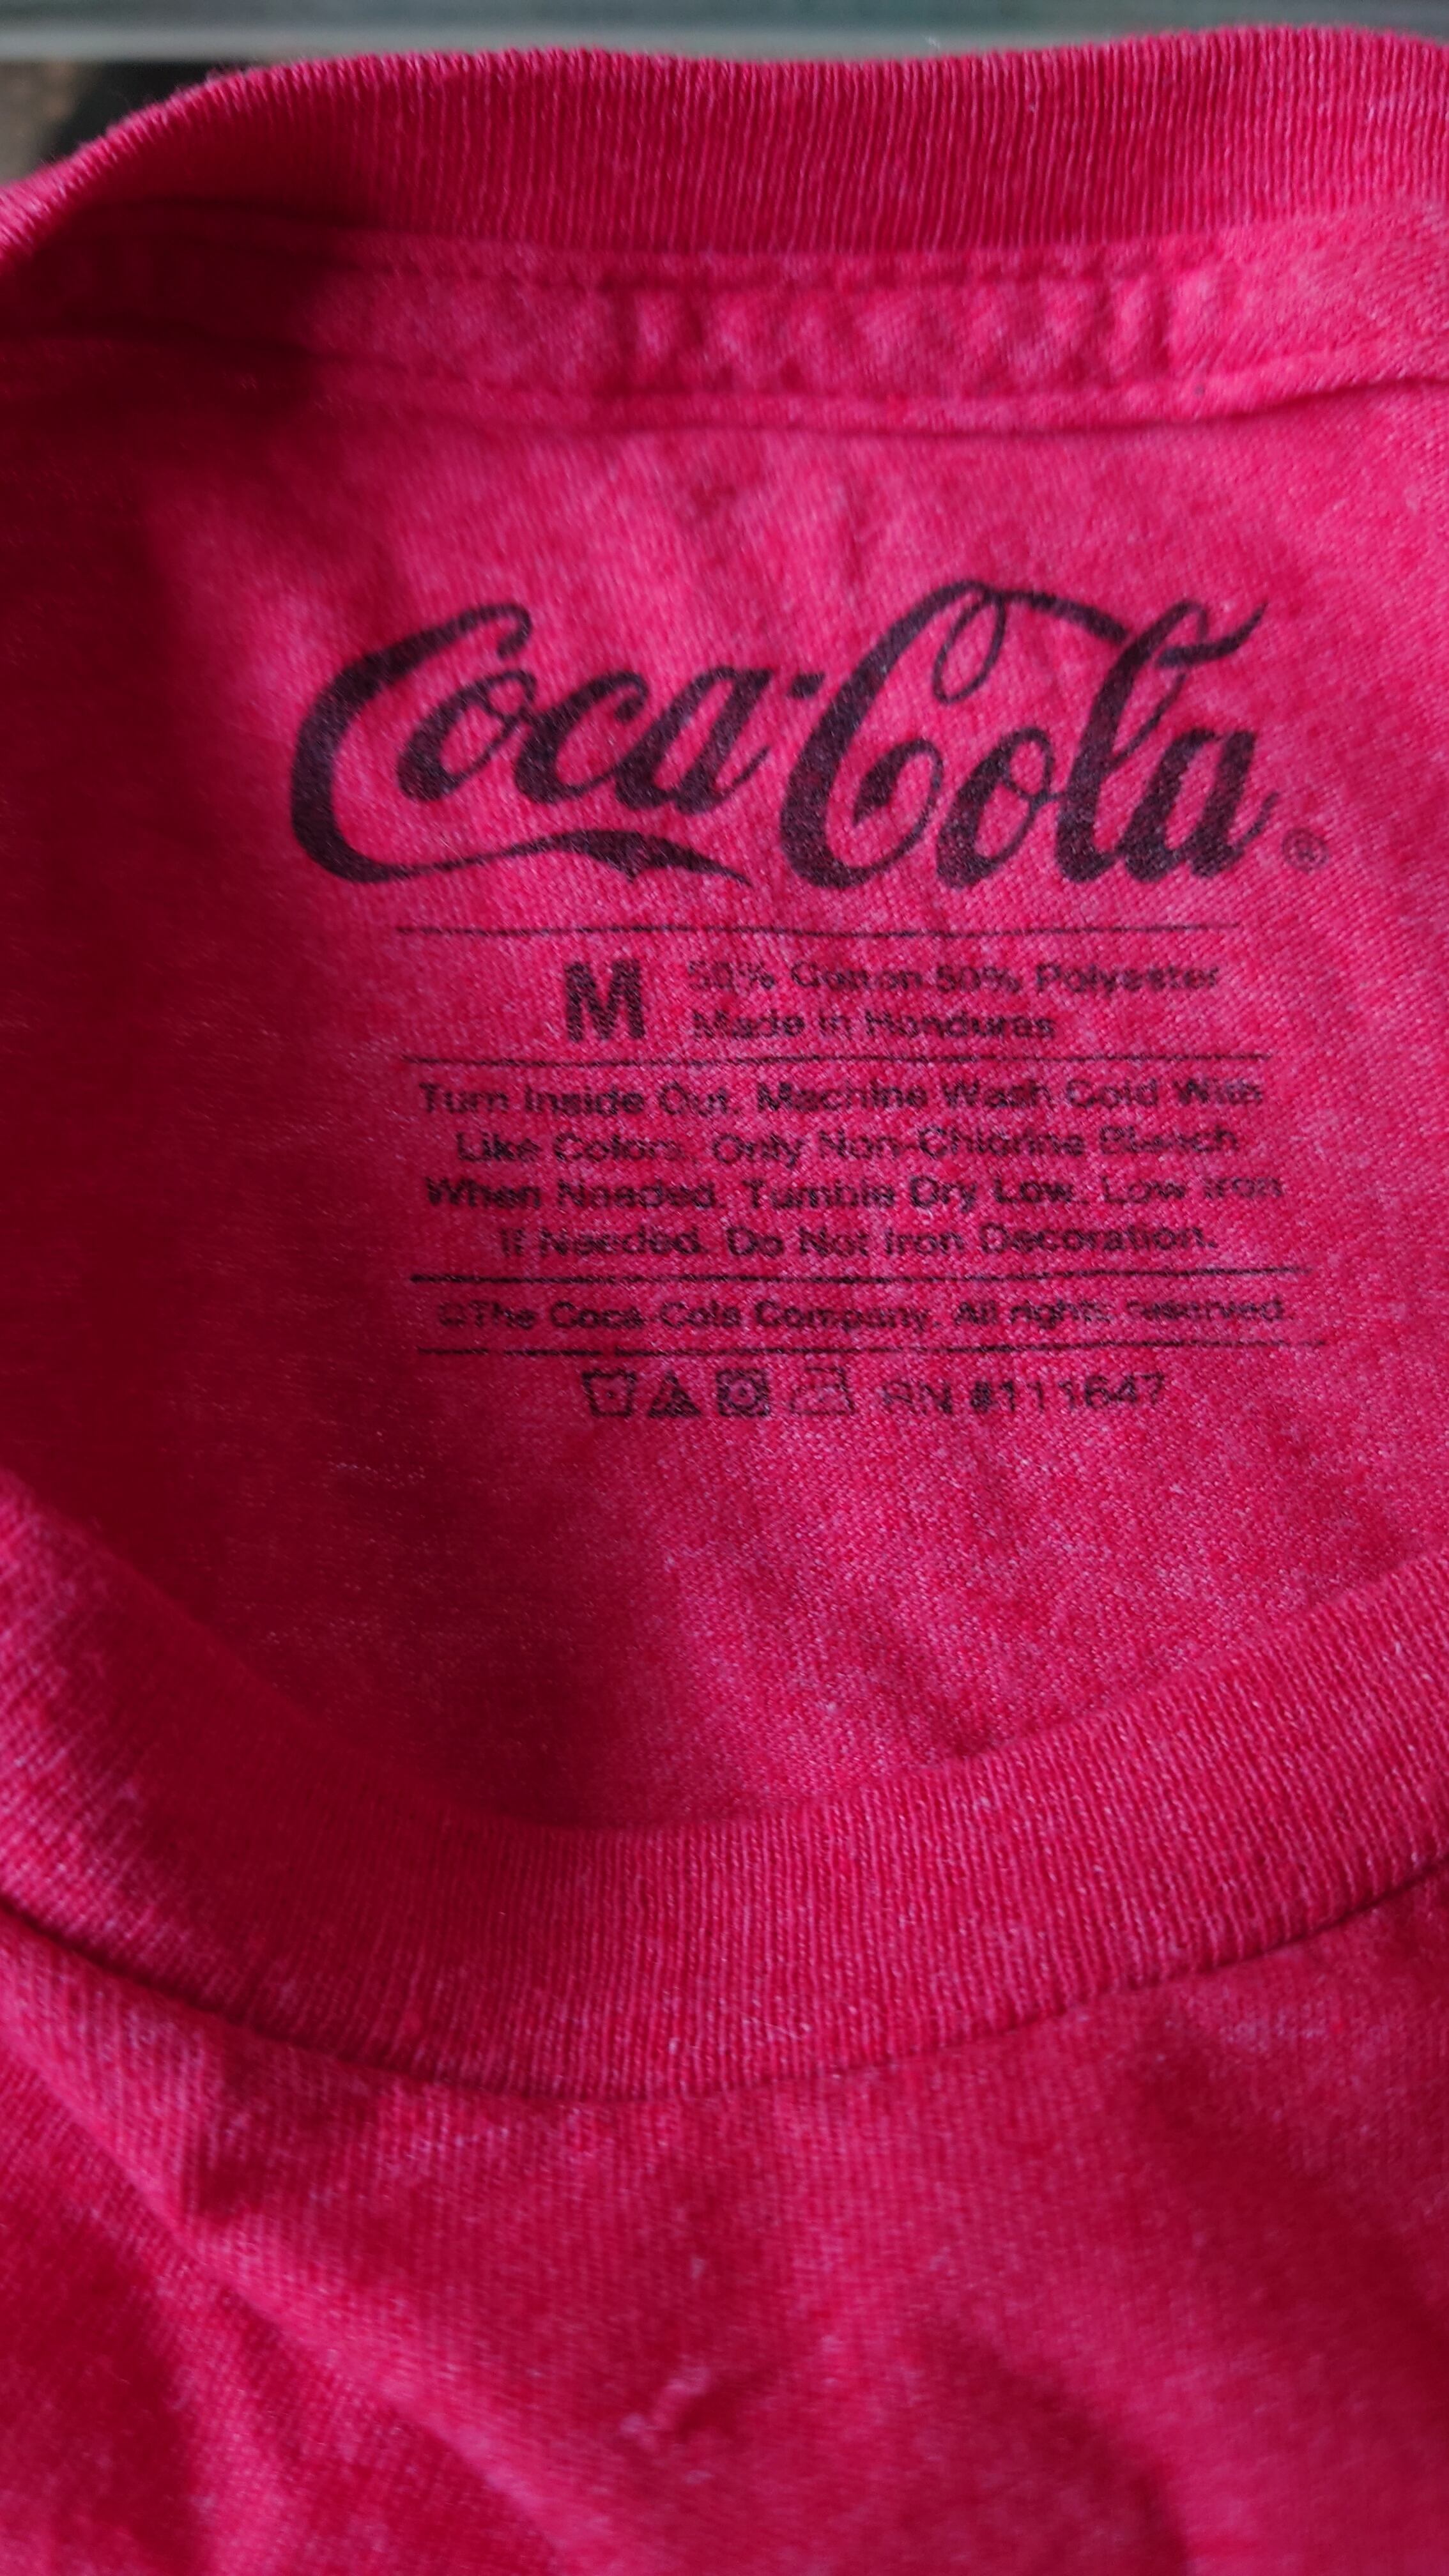 Coca-Cola®
M 50% Cotton 50% Polyester
Made in Honduras
Turn Inside Out. Machine Wash Cold With
Like Colors. Only Non-Chlorine Bleach
When Needed. Tumble Dry Low. Low Iron
If Needed. Do Not Iron Decoration.
©The Coca-Cola Company. All rights reserved.
RN #111647